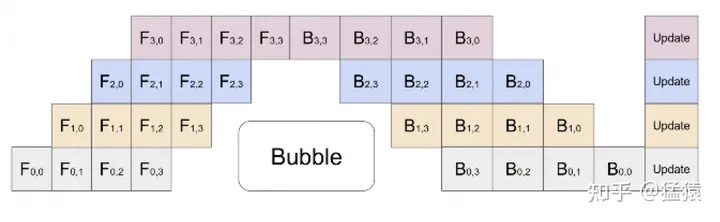 F3,0 F3,1 F3,2 F3,3 B3,3 B3,2 B3,1 B3,0 Update
F2,0 F2,1 F2,2 F2,3 B2,3 B2,2 B2,1 B2,0 Update
F1,0 F1,1 F1,2 F1,3 B1,3 B1,2 B1,1 B1,0 Update
Bubble
F0,0 F0,1 F0,2 F0,3 B0,3 B0,2 B0,1 B0,0 Update
知乎 @猛猿